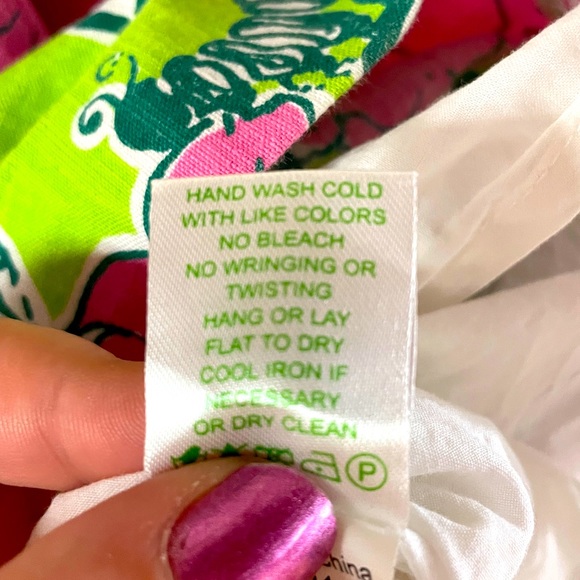 HAND WASH COLD
WITH LIKE COLORS
NO BLEACH
NO WRINGING OR
TWISTING
HANG OR LAY
FLAT TO DRY
COOL IRON IF
NECESSARY
OR DRY CLEAN
P